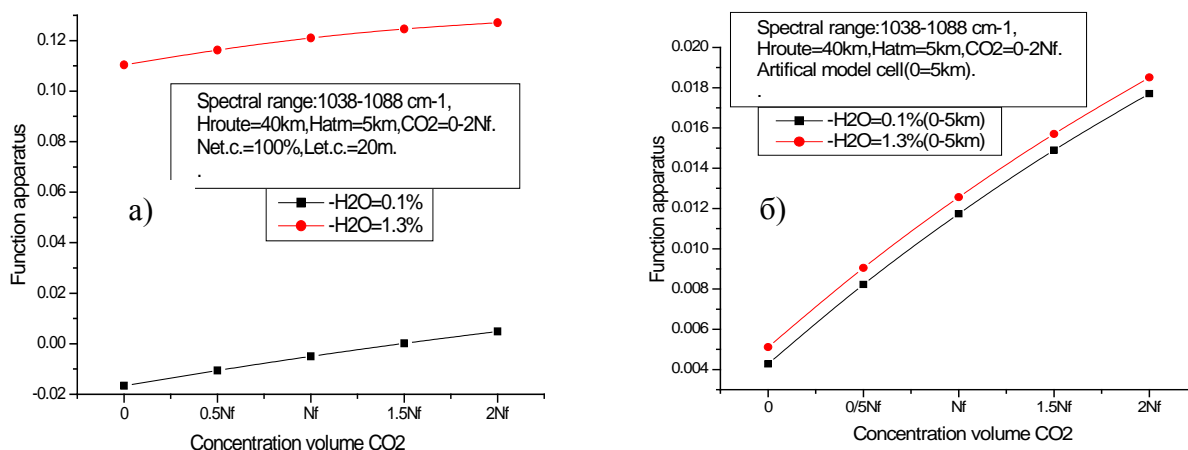 Function apparatus
0.12
0.10
0.08
0.06
0.04
0.02
0.00
-0.02
Spectral range:1038-1088 cm-1,
Hroute=40km,Hatm=5km,CO2=0-2Nf.
Net.c.=100%,Let.c.=20m.
.
а)
-H2O=0.1%
-H2O=1.3%
0 0.5Nf Nf 1.5Nf 2Nf
Concentration volume CO2
Function apparatus
0.020
0.018
0.016
0.014
0.012
0.010
0.008
0.006
0.004
Spectral range:1038-1088 cm-1,
Hroute=40km,Hatm=5km,CO2=0-2Nf.
Artifical model cell(0=5km).
.
-H2O=0.1%(0-5km)
-H2O=1.3%(0-5km)
б)
0 0/5Nf Nf 1.5Nf 2Nf
Concentration volume CO2